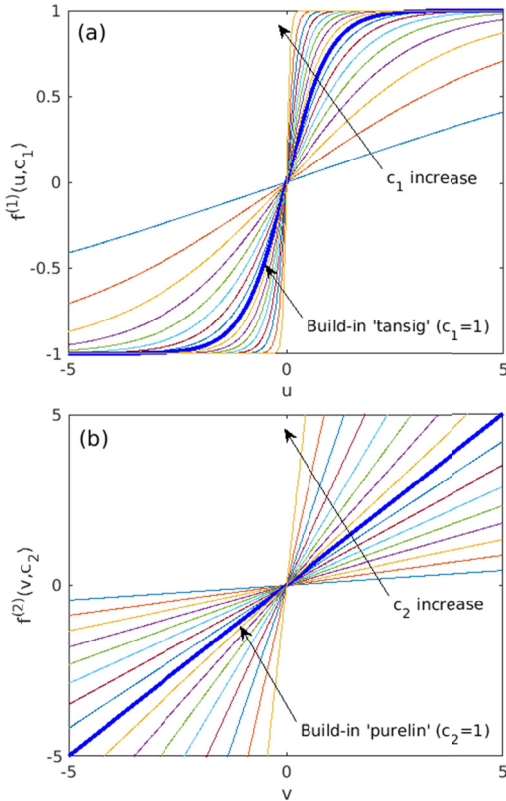 (a)
1
0.5
0
-0.5
-1
f(1)(u,c1)
c1 increase
Build-in 'tansig' (c1=1)
-5
0
5
u
(b)
5
0
-5
f(2)(v,c2)
c2 increase
Build-in 'purelin' (c2=1)
-5
0
5
v